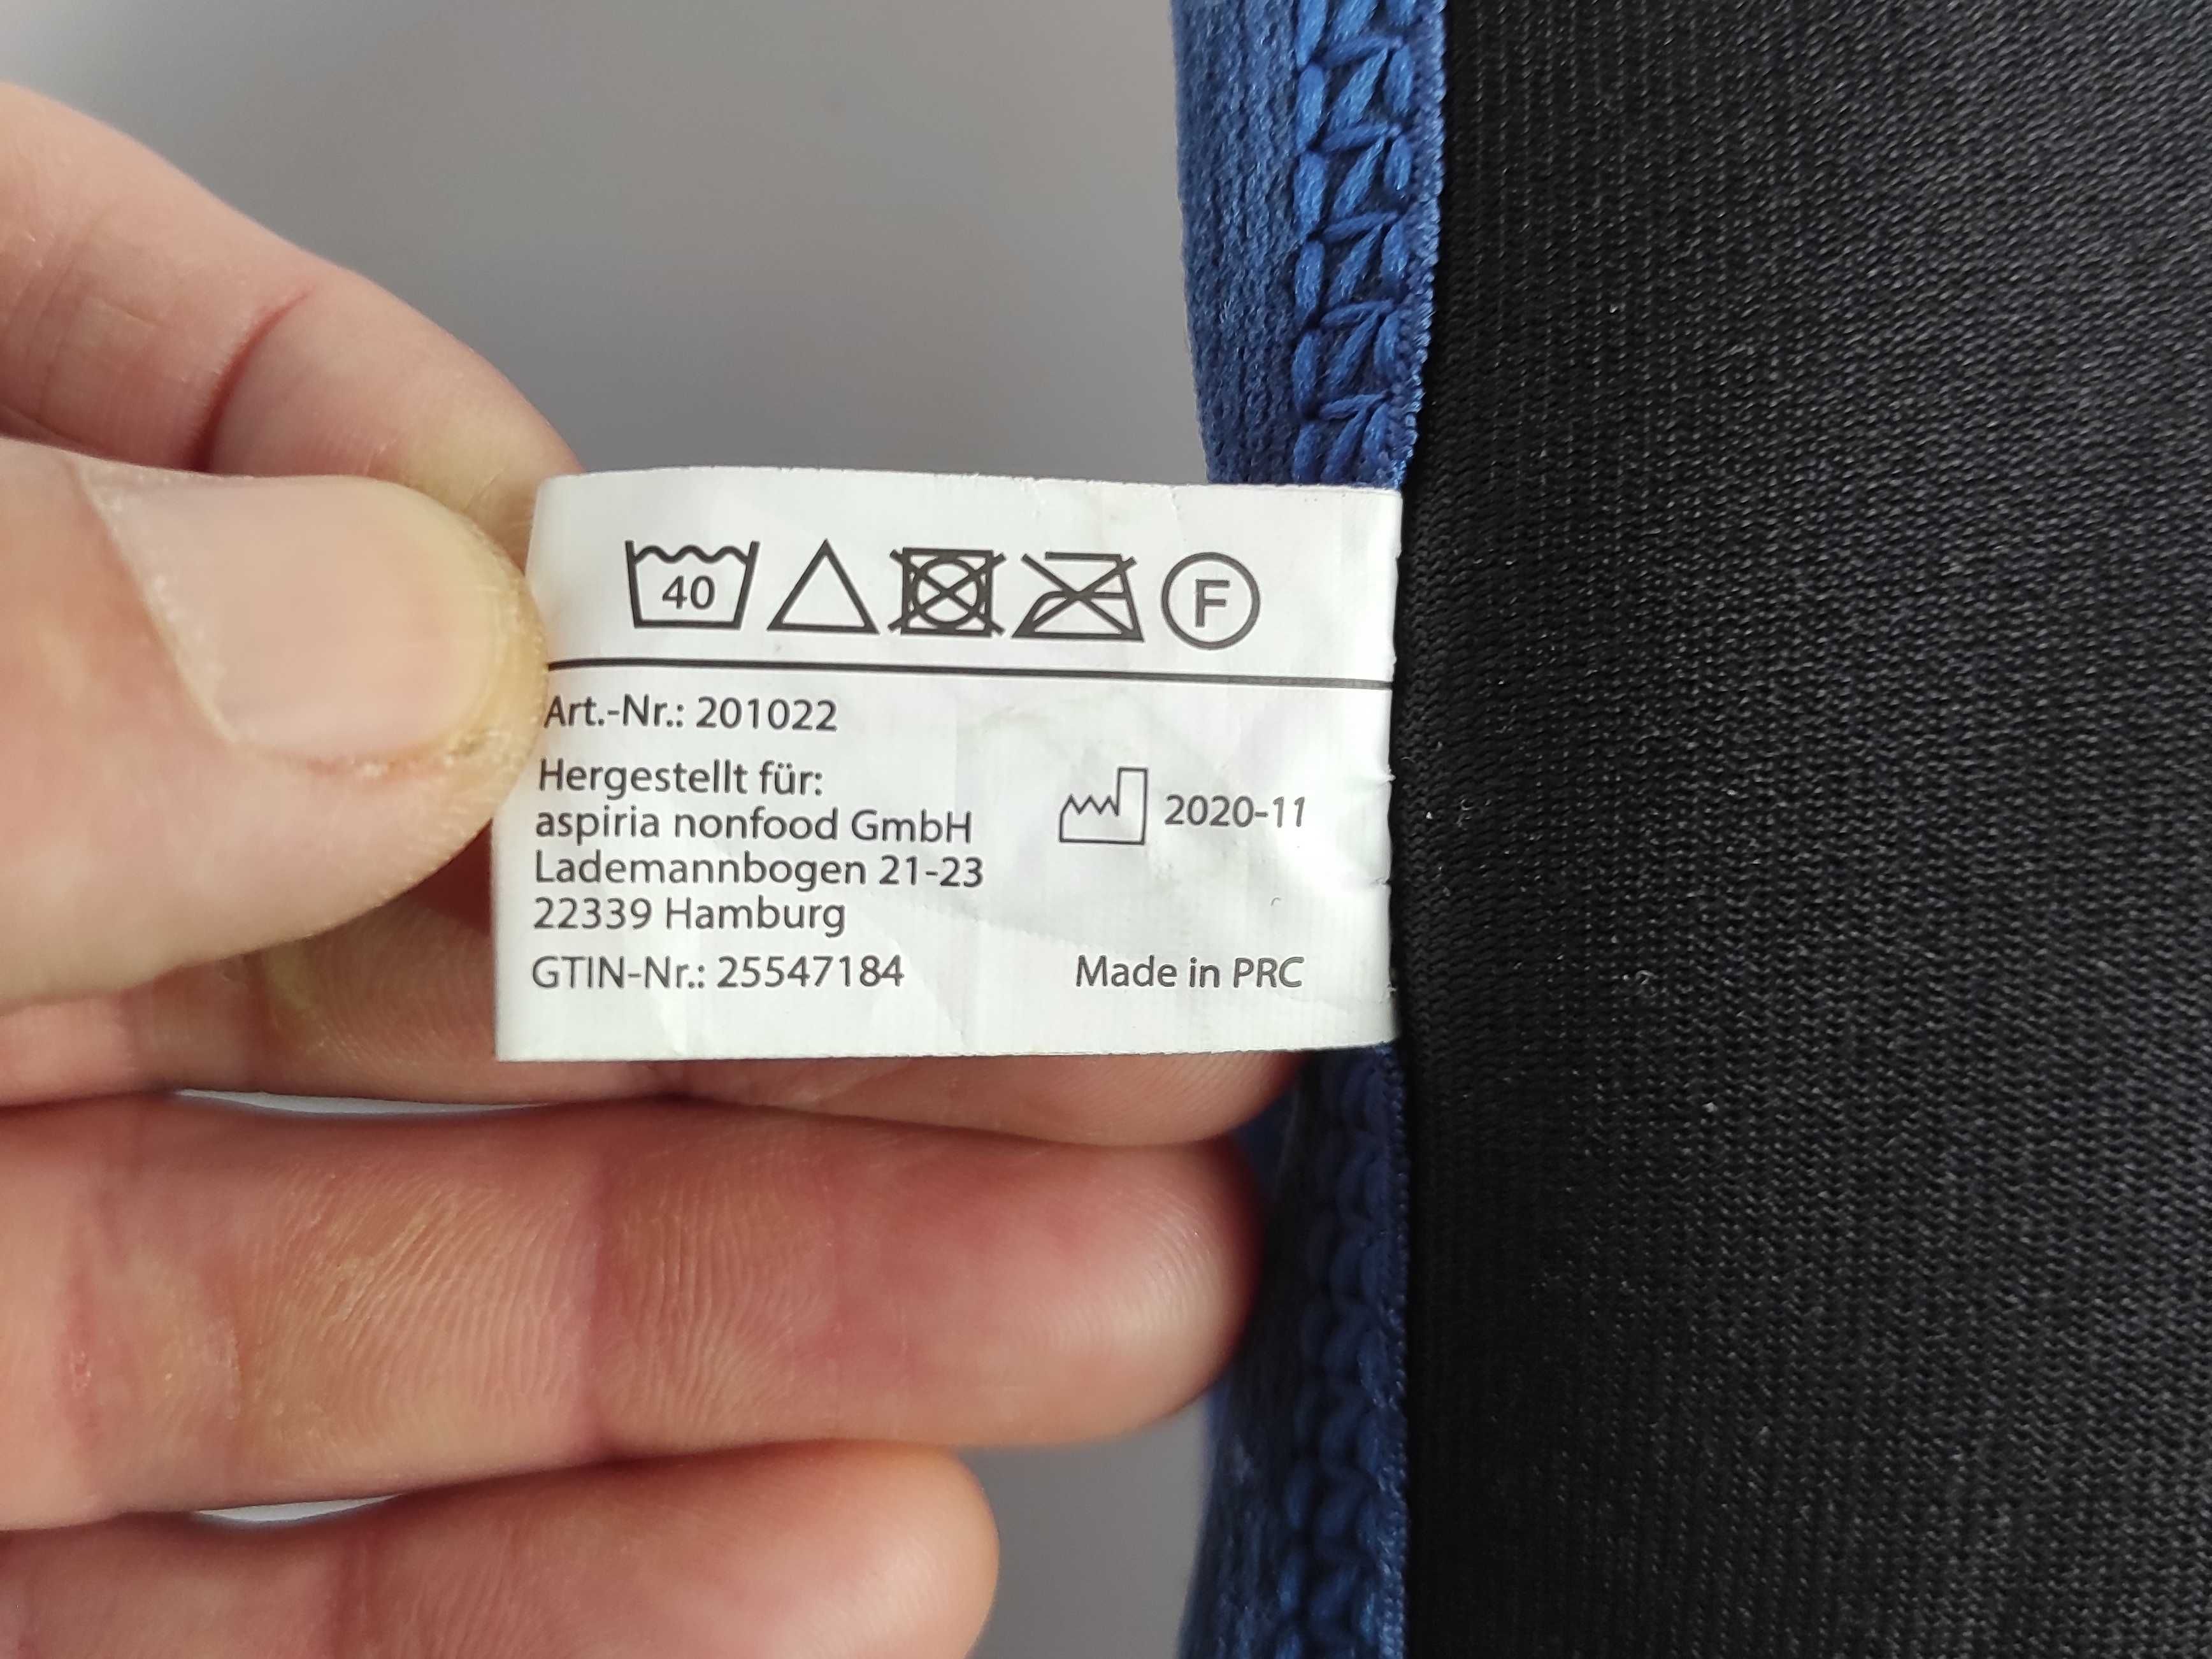 40 F
Art.-Nr.: 201022
Hergestellt für:
aspiria nonfood GmbH
Lademannbogen 21-23
22339 Hamburg
2020-11
GTIN-Nr.: 25547184
Made in PRC